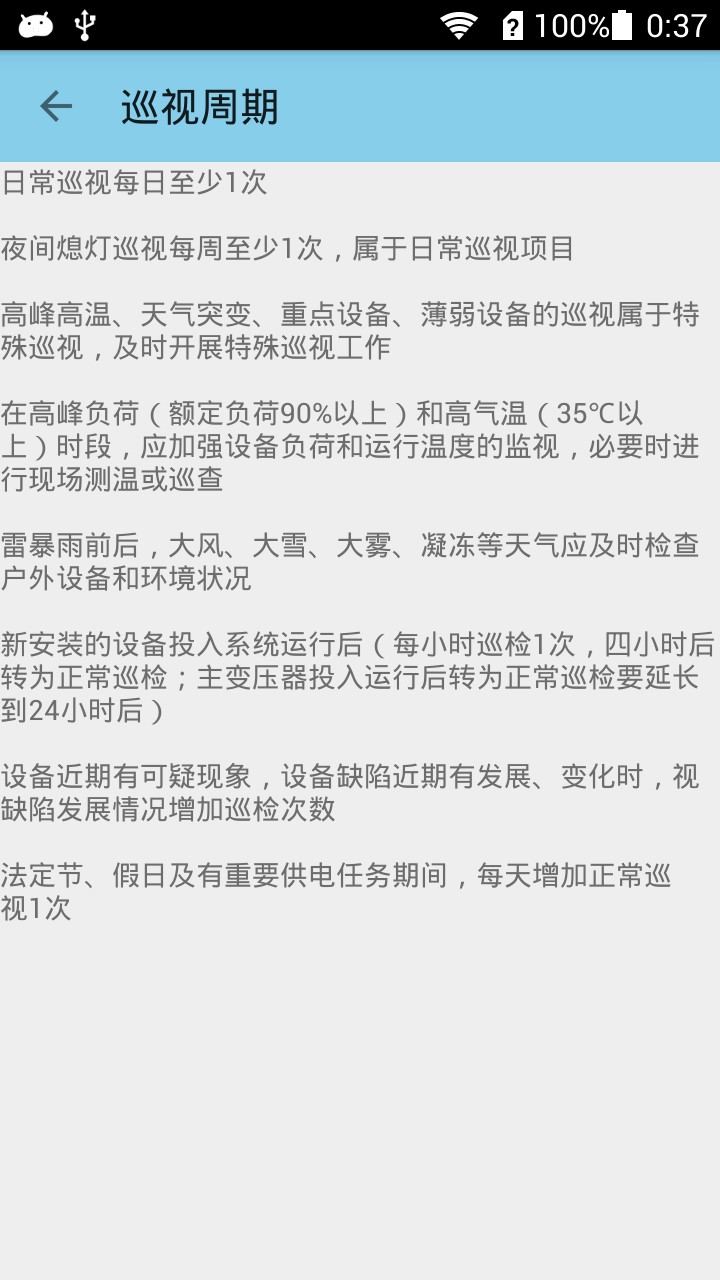 100% 0:37
巡视周期
日常巡视每日至少1次
夜间熄灯巡视每周至少1次，属于日常巡视项目
高峰高温、天气突变、重点设备、薄弱设备的巡视属于特
殊巡视，及时开展特殊巡视工作
在高峰负荷（额定负荷90%以上）和高气温（35℃以
上）时段，应加强设备负荷和运行温度的监视，必要时进
行现场测温或巡查
雷暴雨前后，大风、大雪、大雾、凝冻等天气应及时检查
户外设备和环境状况
新安装的设备投入系统运行后（每小时巡检1次，四小时后
转为正常巡检；主变压器投入运行后转为正常巡检要延长
到24小时后）
设备近期有可疑现象，设备缺陷近期有发展、变化时，视
缺陷发展情况增加巡检次数
法定节、假日及有重要供电任务期间，每天增加正常巡
视1次